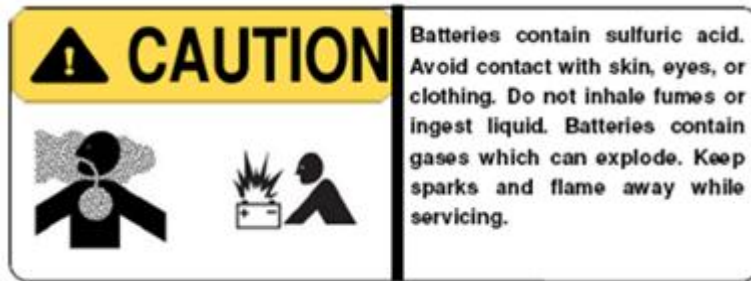 CAUTION
Batteries contain sulfuric acid.
Avoid contact with skin, eyes, or
clothing. Do not inhale fumes or
ingest liquid. Batteries contain
gases which can explode. Keep
sparks and flame away while
servicing.